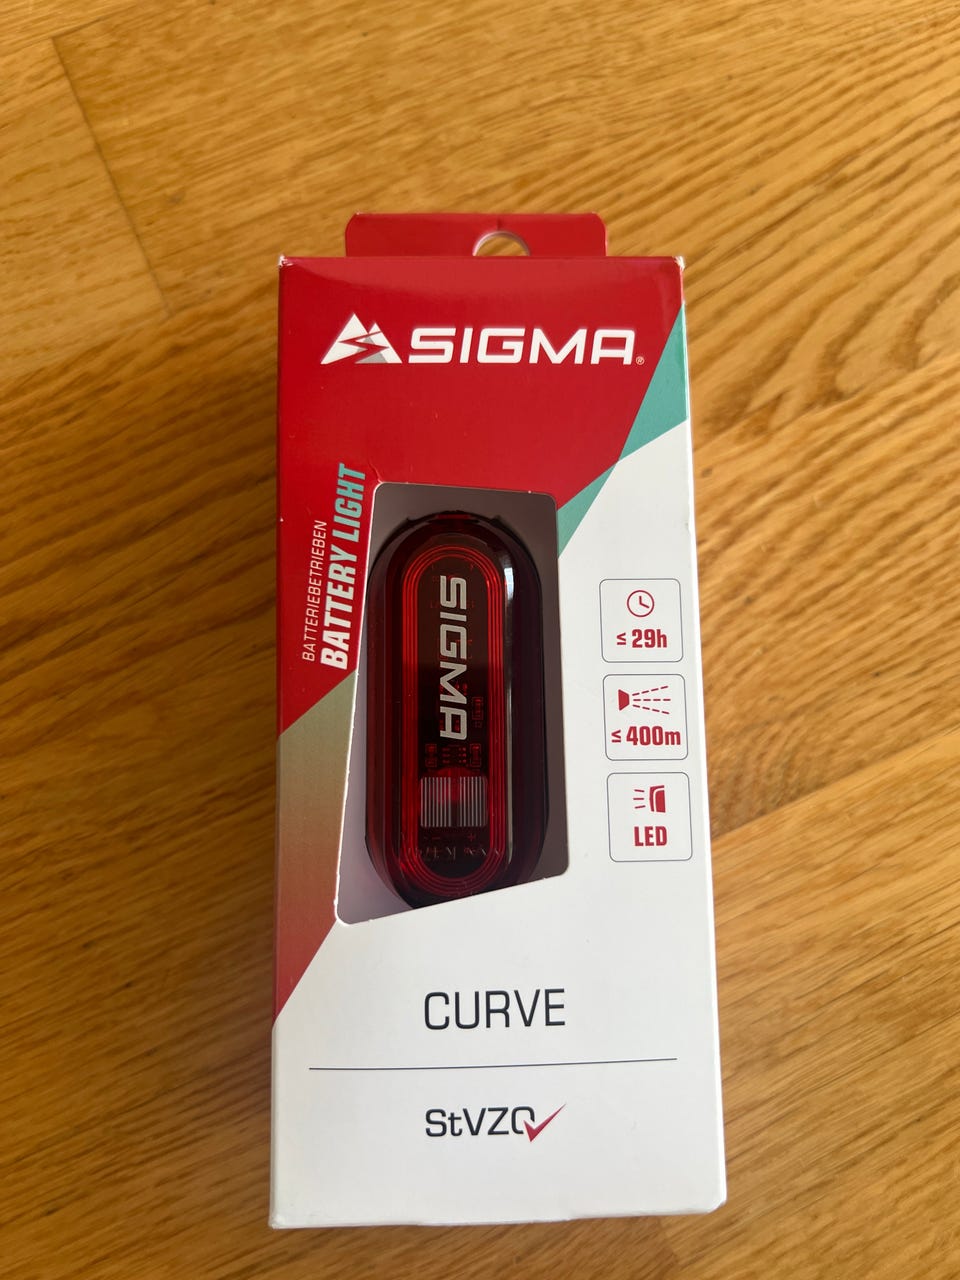 SIGMA®
BATTERIEBETRIEBEN
BATTERY LIGHT
SIGMA
≤ 29h
≤ 400m
LED
CURVE
StVZO